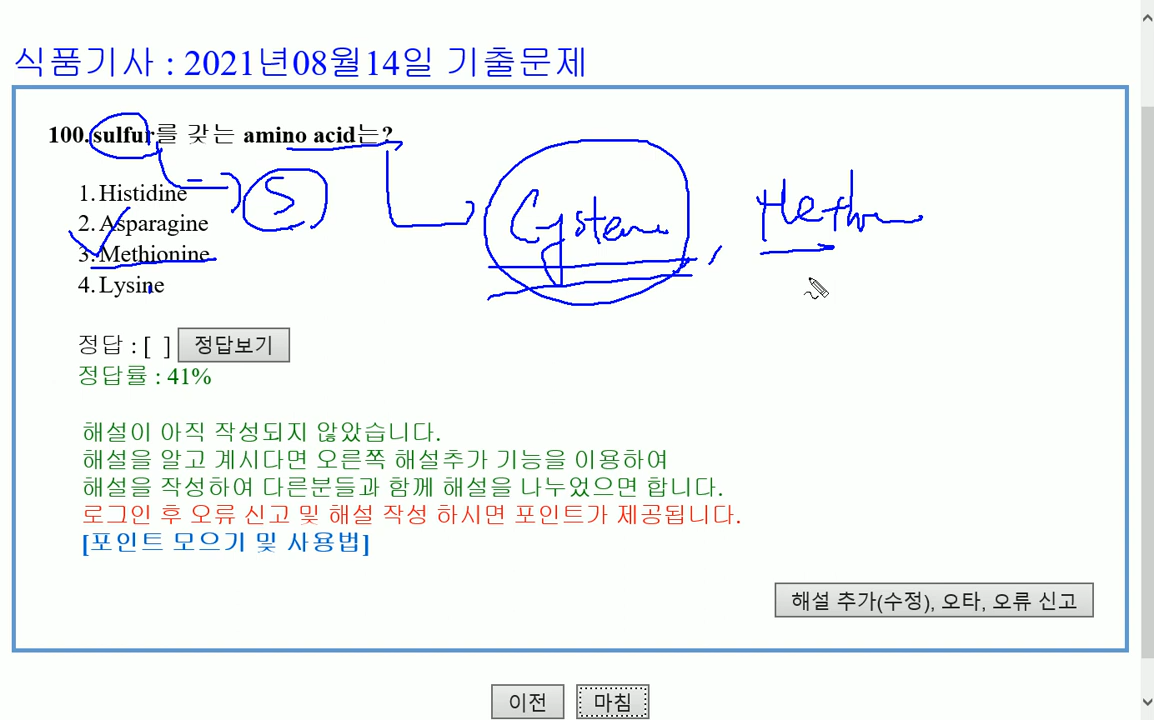 식품기사 : 2021년08월14일 기출문제
100. sulfur를 갖는 amino acid는?
1. Histidine
2. Asparagine
3. Methionine
4. Lysine
S
정답 : [ ] 정답보기
정답률 : 41%
해설이 아직 작성되지 않았습니다.
해설을 알고 계시다면 오른쪽 해설추가 기능을 이용하여
해설을 작성하여 다른분들과 함께 해설을 나누었으면 합니다.
로그인 후 오류 신고 및 해설 작성 하시면 포인트가 제공됩니다.
[포인트 모으기 및 사용법]
해설 추가(수정), 오타, 오류 신고
이전 마침